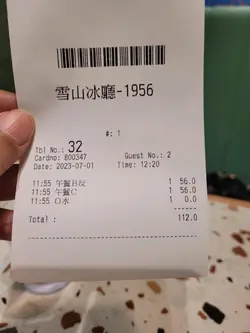 雪山冰廳-1956
#: 1
Tbl No.: 32
Cardno: 800347 Guest No.: 2
Date: 2023-07-01 Time: 12:20
11:55 午餐B反 1 56.0
11:55 午餐C 1 56.0
11:55 O水 1 0.0
Total : 112.0